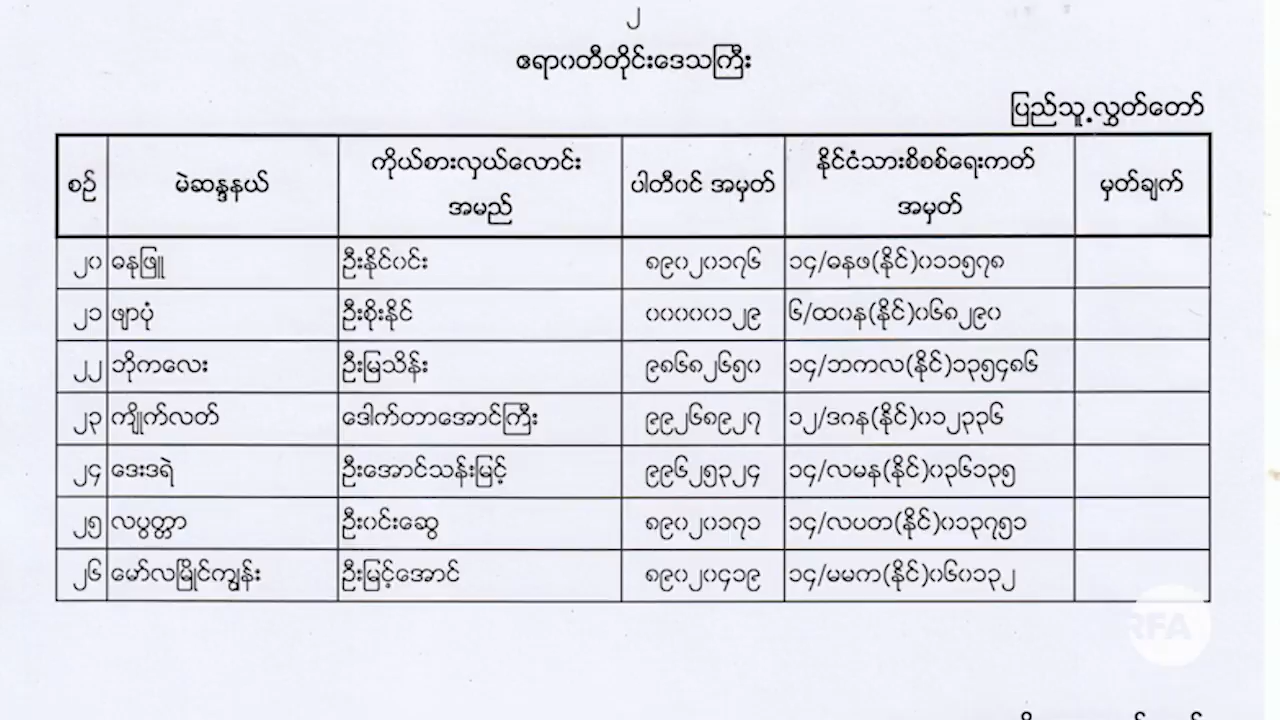 ၂
ဧရာဝတီတိုင်းဒေသကြီး
ပြည်သူ့လွှတ်တော်
စဉ် မဲဆန္ဒနယ် ကိုယ်စားလှယ်လောင်း အမည် ပါတီဝင် အမှတ် နိုင်ငံသားစိစစ်ရေးကတ် အမှတ် မှတ်ချက်
၂၀ ဓနုဖြူ ဦးနိုင်ဝင်း ၈၉၀၂၀၁၇၆ ၁၄/ဓနဖ(နိုင်)၀၁၁၅၇၈
၂၁ ဖျာပုံ ဦးစိုးနိုင် ၀၀၀၀၀၁၂၉ ၆/ထဝန(နိုင်)၀၆၈၂၉၀
၂၂ ဘိုကလေး ဦးမြသိန်း ၉၈၆၈၂၆၅၀ ၁၄/ဘကလ(နိုင်)၁၃၅၄၈၆
၂၃ ကျိုက်လတ် ဒေါက်တာအောင်ကြီး ၉၉၂၆၈၉၂၇ ၁၂/ဒဂန(နိုင်)၀၁၂၃၃၆
၂၄ ဒေးဒရဲ ဦးအောင်သန်းမြင့် ၉၉၆၂၅၃၂၄ ၁၄/လမန(နိုင်)၀၃၆၁၃၅
၂၅ လပွတ္တာ ဦးဝင်းဆွေ ၈၉၀၂၀၁၇၁ ၁၄/လပတ(နိုင်)၀၁၃၇၅၁
၂၆ မော်လမြိုင်ကျွန်း ဦးမြင့်အောင် ၈၉၀၂၀၄၁၉ ၁၄/မမက(နိုင်)၀၆၀၁၃၂
RFA